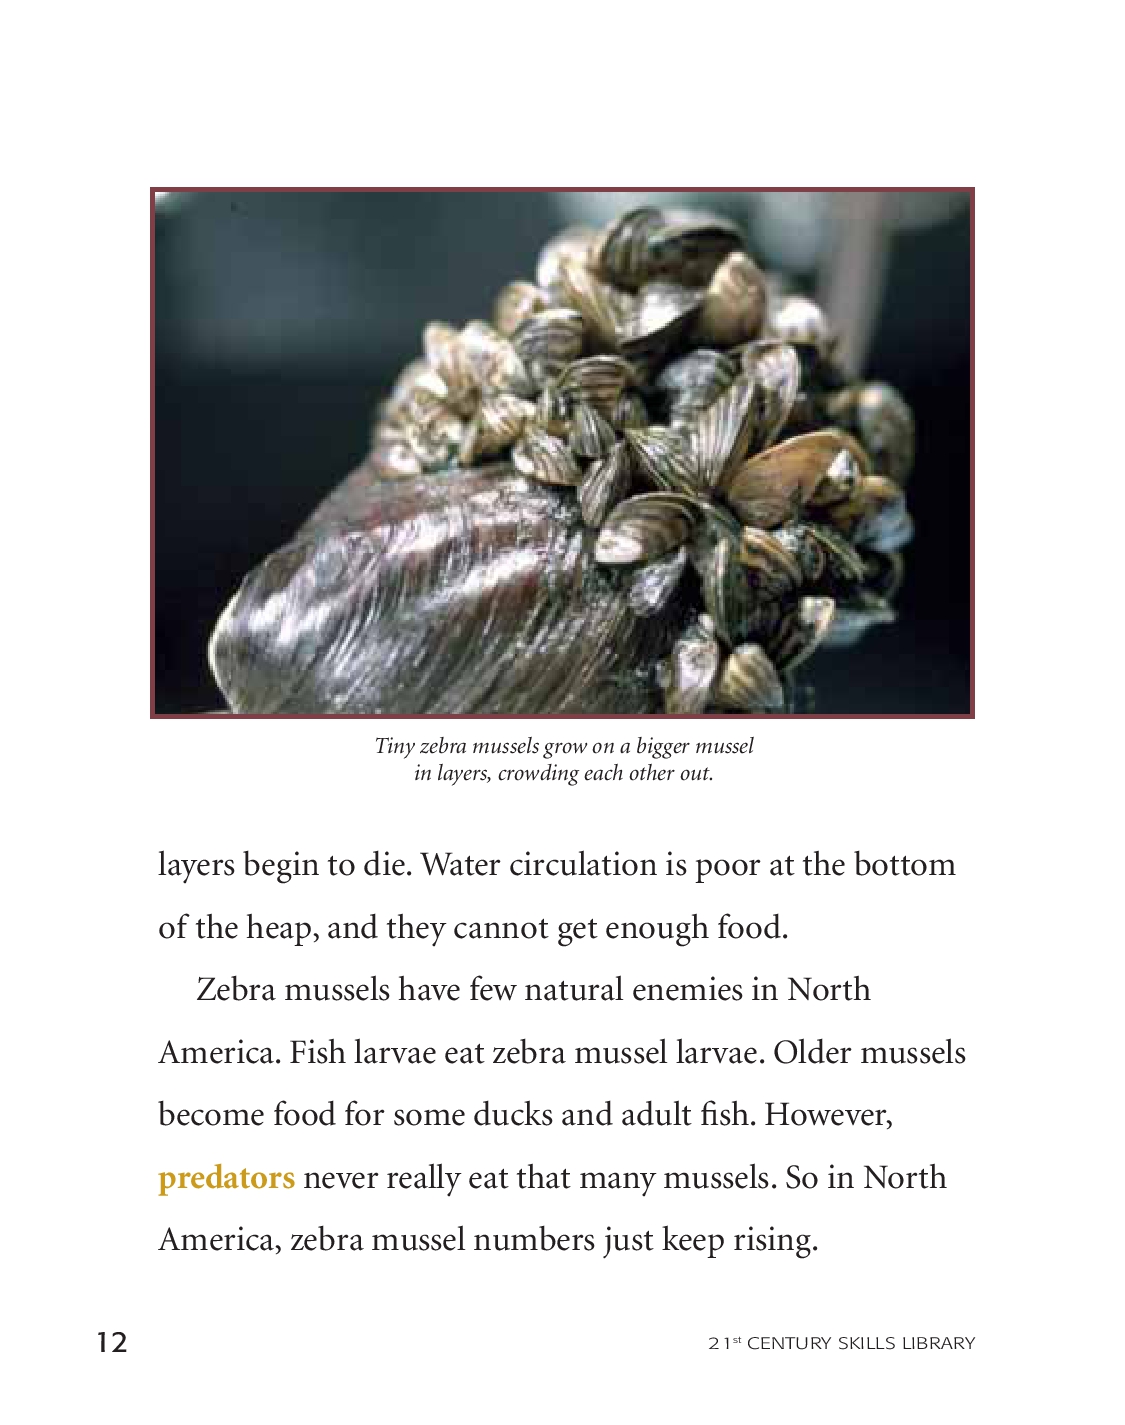 Tiny zebra mussels grow on a bigger mussel
in layers, crowding each other out.
layers begin to die. Water circulation is poor at the bottom
of the heap, and they cannot get enough food.
Zebra mussels have few natural enemies in North
America. Fish larvae eat zebra mussel larvae. Older mussels
become food for some ducks and adult fish. However,
predators never really eat that many mussels. So in North
America, zebra mussel numbers just keep rising.
12
21st CENTURY SKILLS LIBRARY